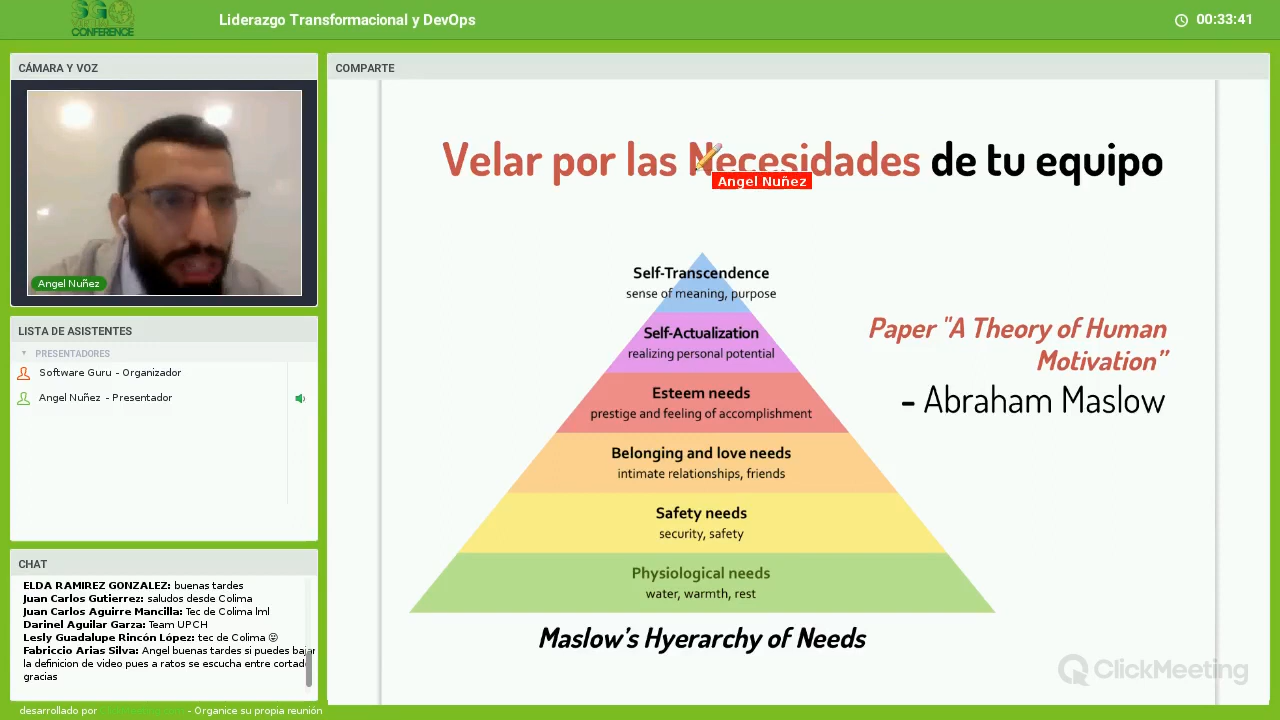 SG
CONFERENCE
Liderazgo Transformacional y DevOps
00:33:41
CÁMARA Y VOZ
Angel Nuñez
LISTA DE ASISTENTES
PRESENTADORES
Software Guru - Organizador
Angel Nuñez - Presentador
CHAT
ELDA RAMIREZ GONZALEZ: buenas tardes
Juan Carlos Gutierrez: saludos desde Colima
Juan Carlos Aguirre Mancilla: Tec de Colima lml
Darinel Aguilar Garza: Team UPCH
Lesly Guadalupe Rincón López: tec de Colima 😜
Fabriccio Arias Silva: Angel buenas tardes si puedes bajar
la definicion de video pues a ratos se escucha entre cortado
gracias
desarrollado por
- Organice su propia reunión
COMPARTE
Velar por las Necesidades de tu equipo
Angel Nuñez
Self-Transcendence
sense of meaning, purpose
Self-Actualization
realizing personal potential
Esteem needs
prestige and feeling of accomplishment
Belonging and love needs
intimate relationships, friends
Safety needs
security, safety
Physiological needs
water, warmth, rest
Maslow's Hyerarchy of Needs
Paper "A Theory of Human
Motivation”
- Abraham Maslow
ClickMeeting